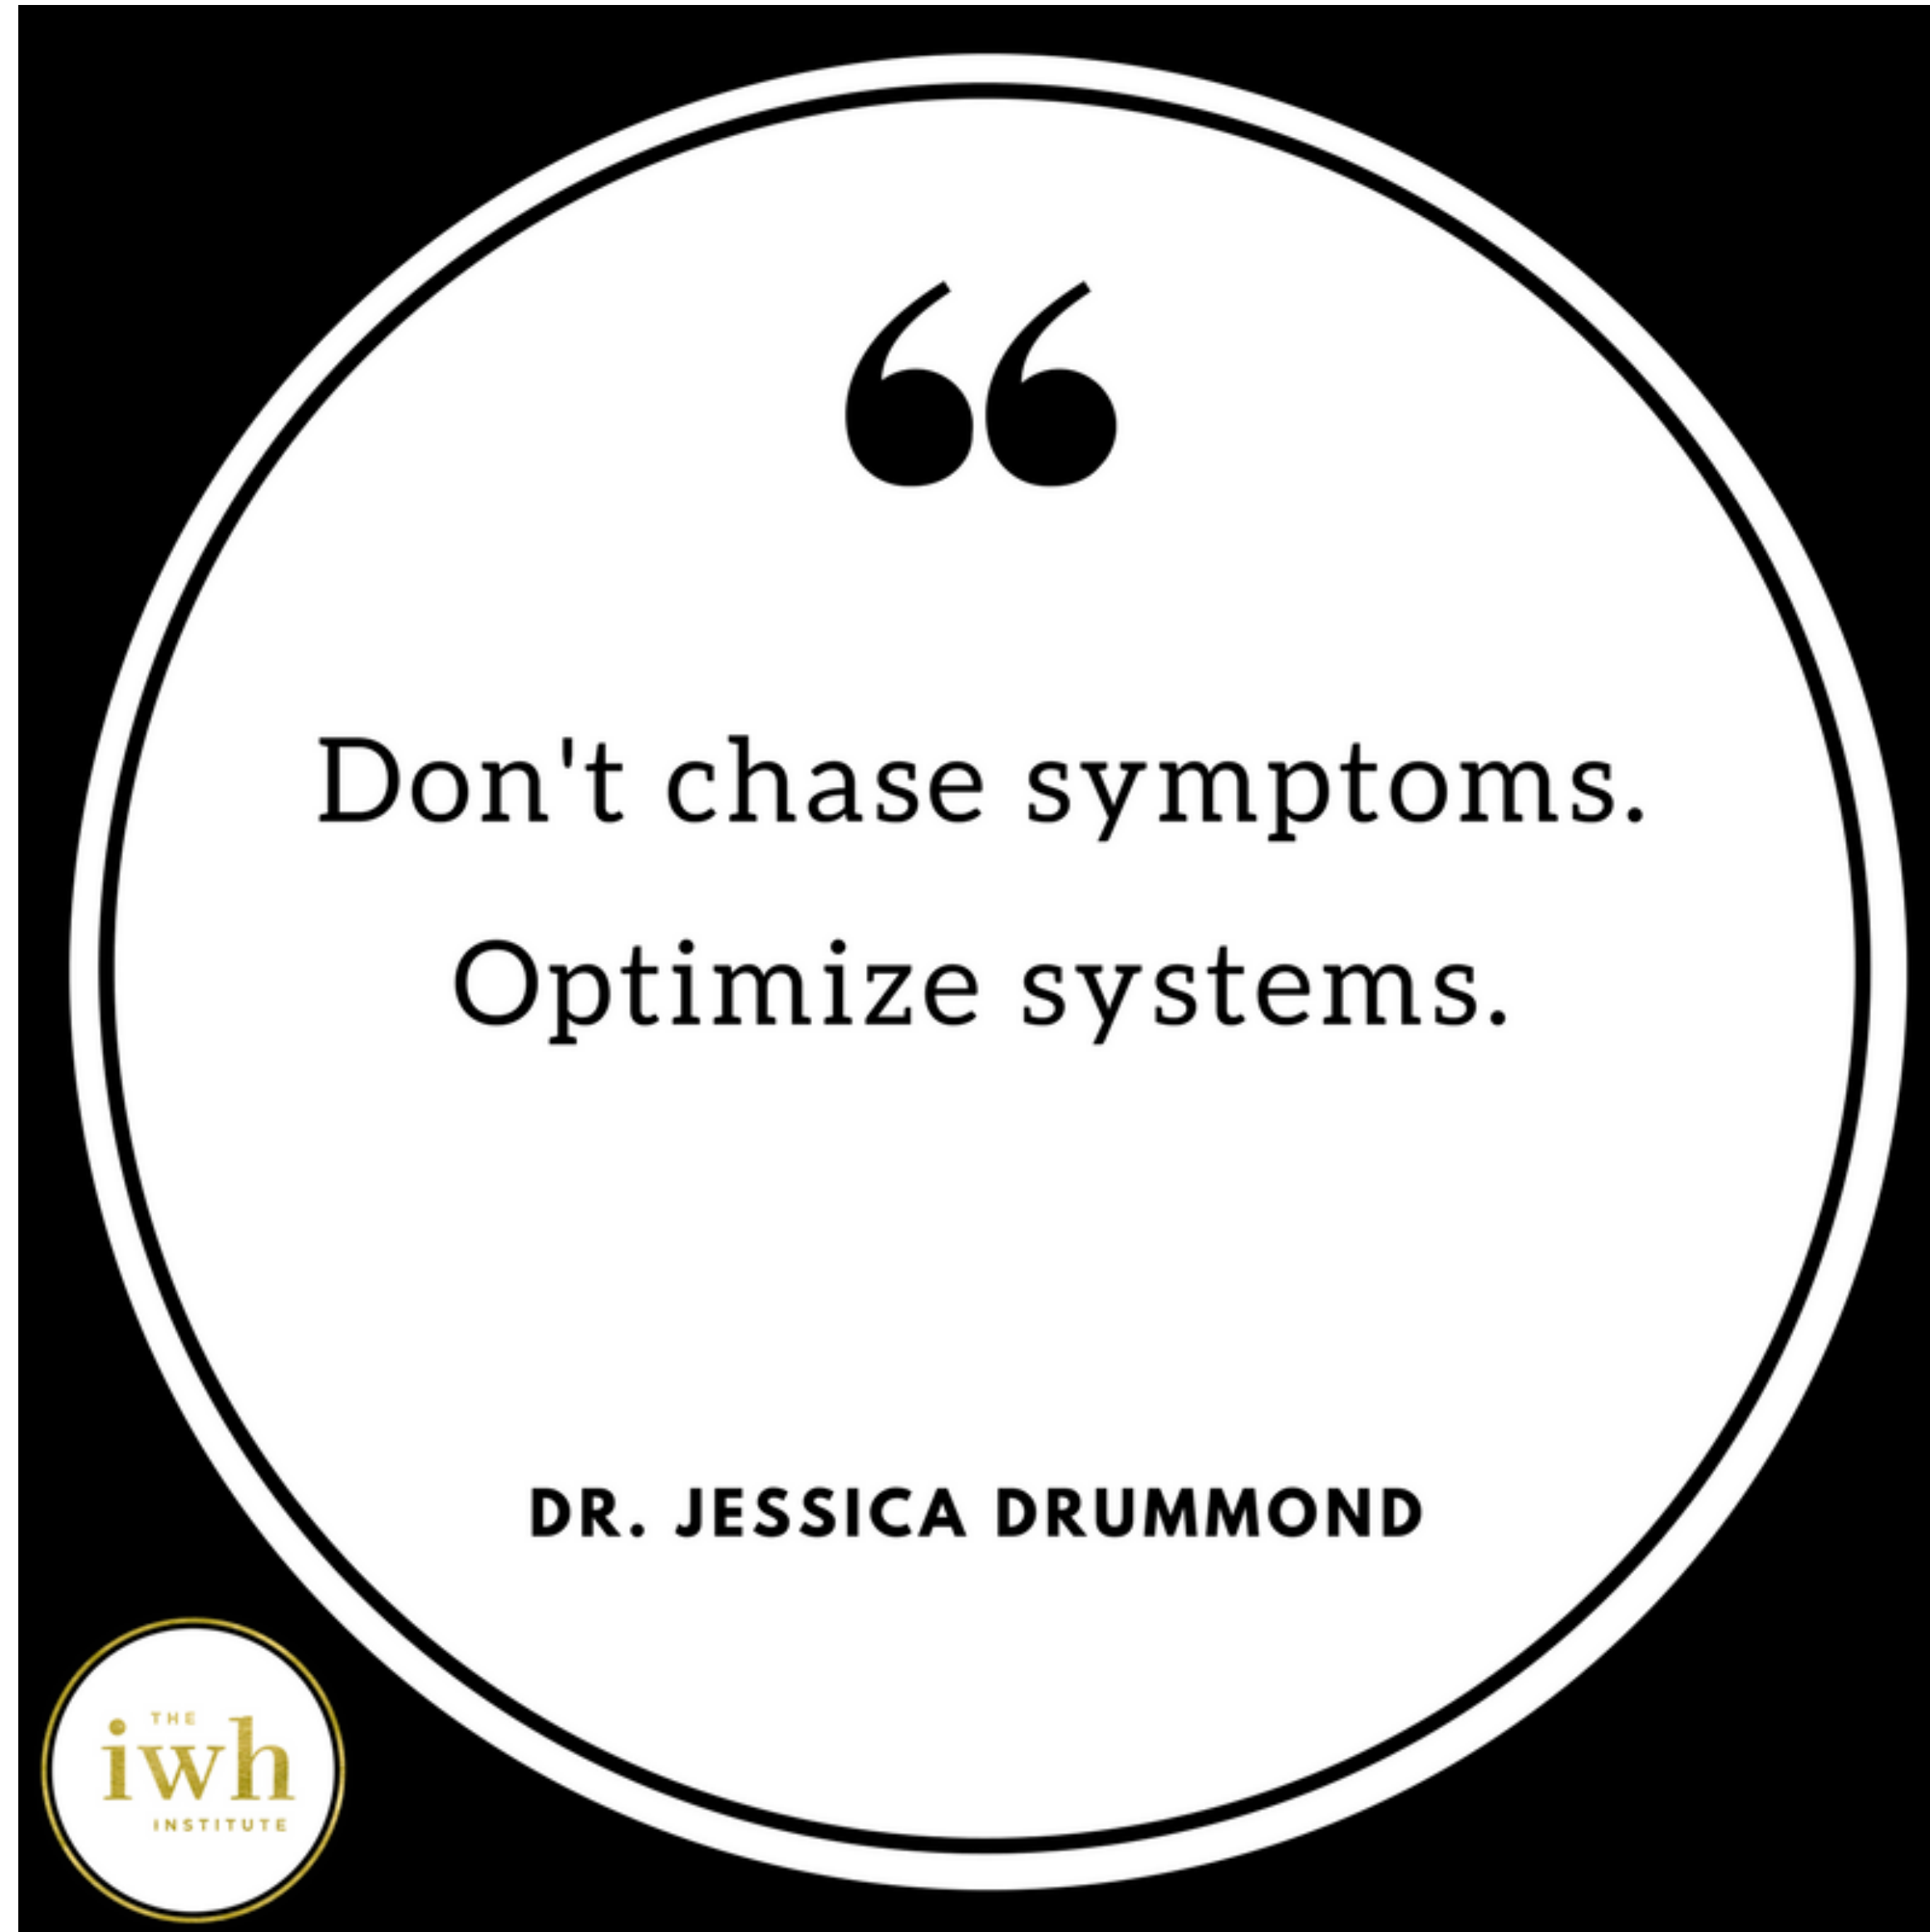 “
Don't chase symptoms.
Optimize systems.
DR. JESSICA DRUMMOND
THE
iwh
INSTITUTE